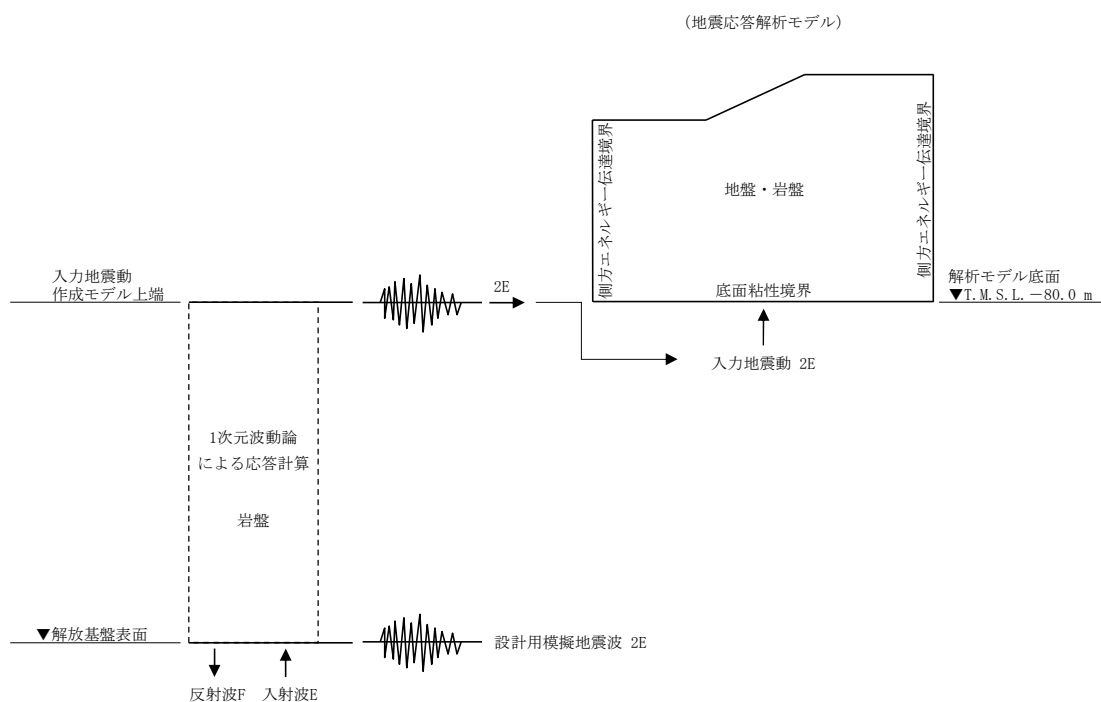 (地震応答解析モデル)
側方エネルギー伝達境界
側方エネルギー伝達境界
地盤・岩盤
底面粘性境界
入力地震動
作成モデル上端
2E
解析モデル底面
▼T.M.S.L. －80.0 m
入力地震動 2E
1次元波動論
による応答計算
岩盤
▼解放基盤表面
設計用模擬地震波 2E
反射波F 入射波E